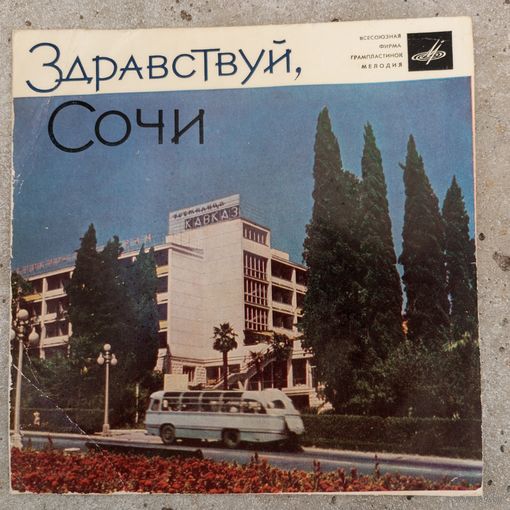 Здравствуй,
Сочи
ВСЕСОЮЗНАЯ
ФИРМА
ГРАМПЛАСТИНОК
МЕЛОДИЯ
гостиница
КАВКАЗ